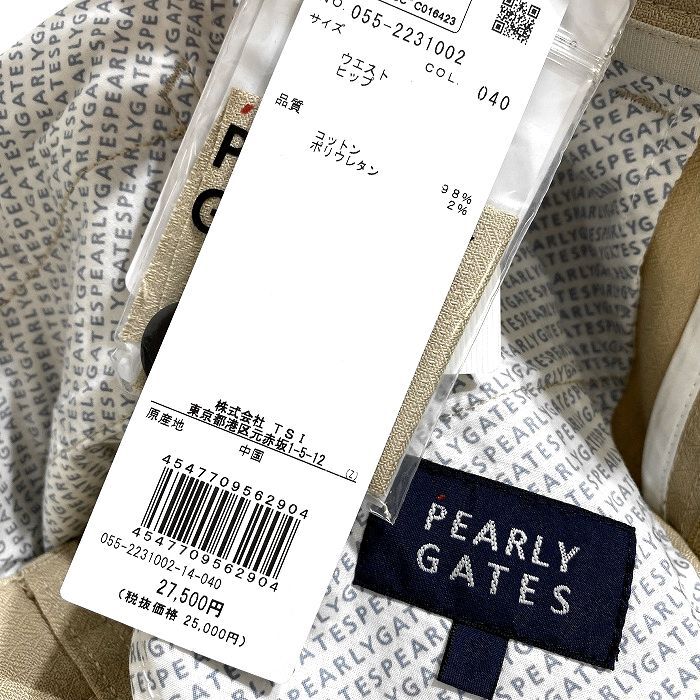 C016423
NO. 055-2231002
サイズ COL. 040
ウエスト
ヒップ
品質
コットン 98%
ポリウレタン 2%
株式会社 TSI
東京都港区元赤坂1-5-12
原産地 中国 (2)
4547709562904
4547709562904
055-2231002-14-040
27,500円
(税抜価格 25,000円)
PEARLY
GATES